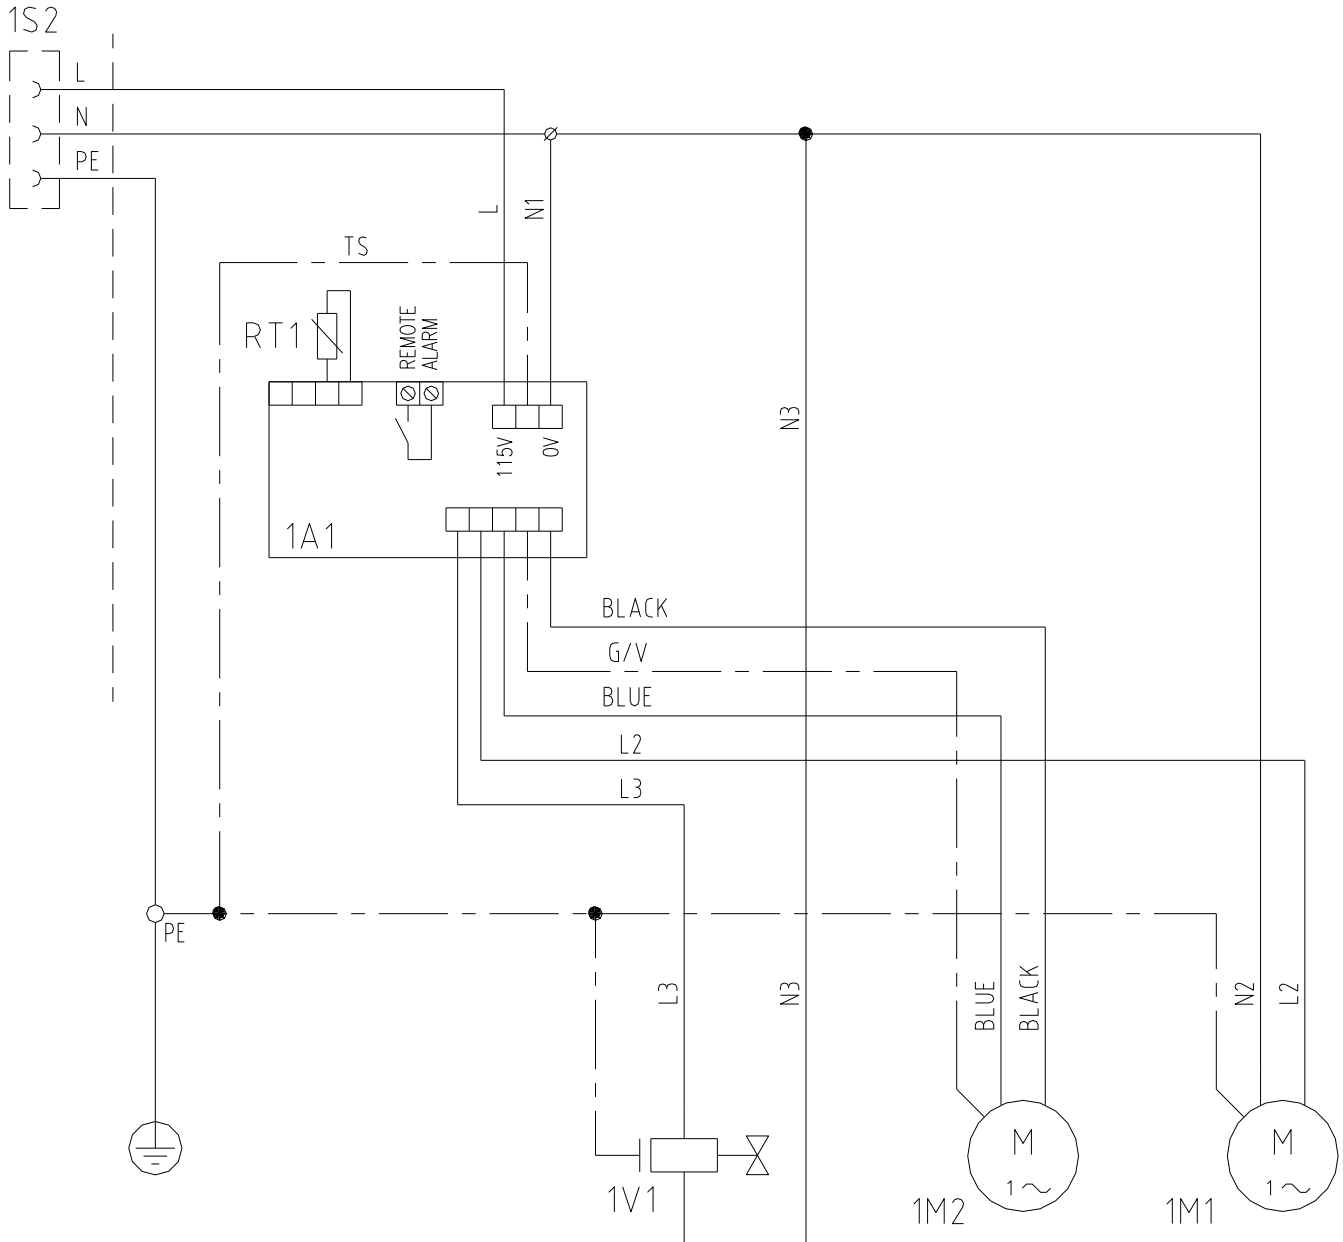 1S2
L
N
PE
L
N1
TS
RT1
REMOTE
ALARM
N3
115V
0V
1A1
BLACK
G/V
BLUE
L2
L3
PE
L3
N3
BLUE
BLACK
N2
L2
M
1
M
1
1V1
1M2
1M1